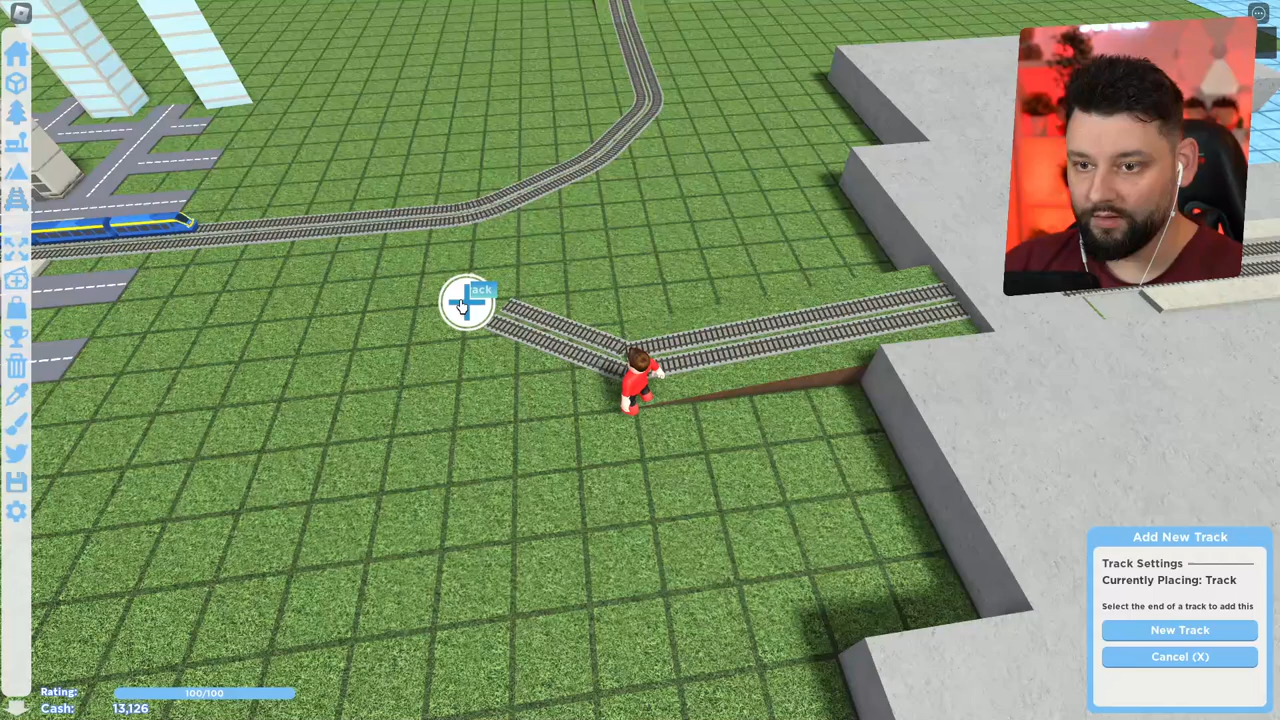 ack
Add New Track
Track Settings
Currently Placing: Track
Select the end of a track to add this
New Track
Cancel (X)
Rating:
100/100
Cash: 13,126